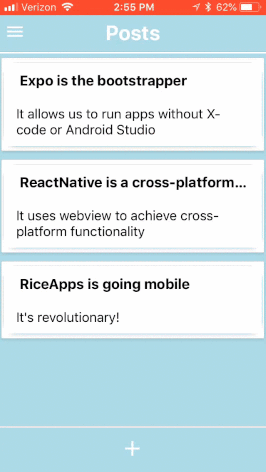 Verizon 2:55 PM 62%
Posts
Expo is the bootstrapper
It allows us to run apps without X-
code or Android Studio
ReactNative is a cross-platform...
It uses webview to achieve cross-
platform functionality
RiceApps is going mobile
It's revolutionary!
+